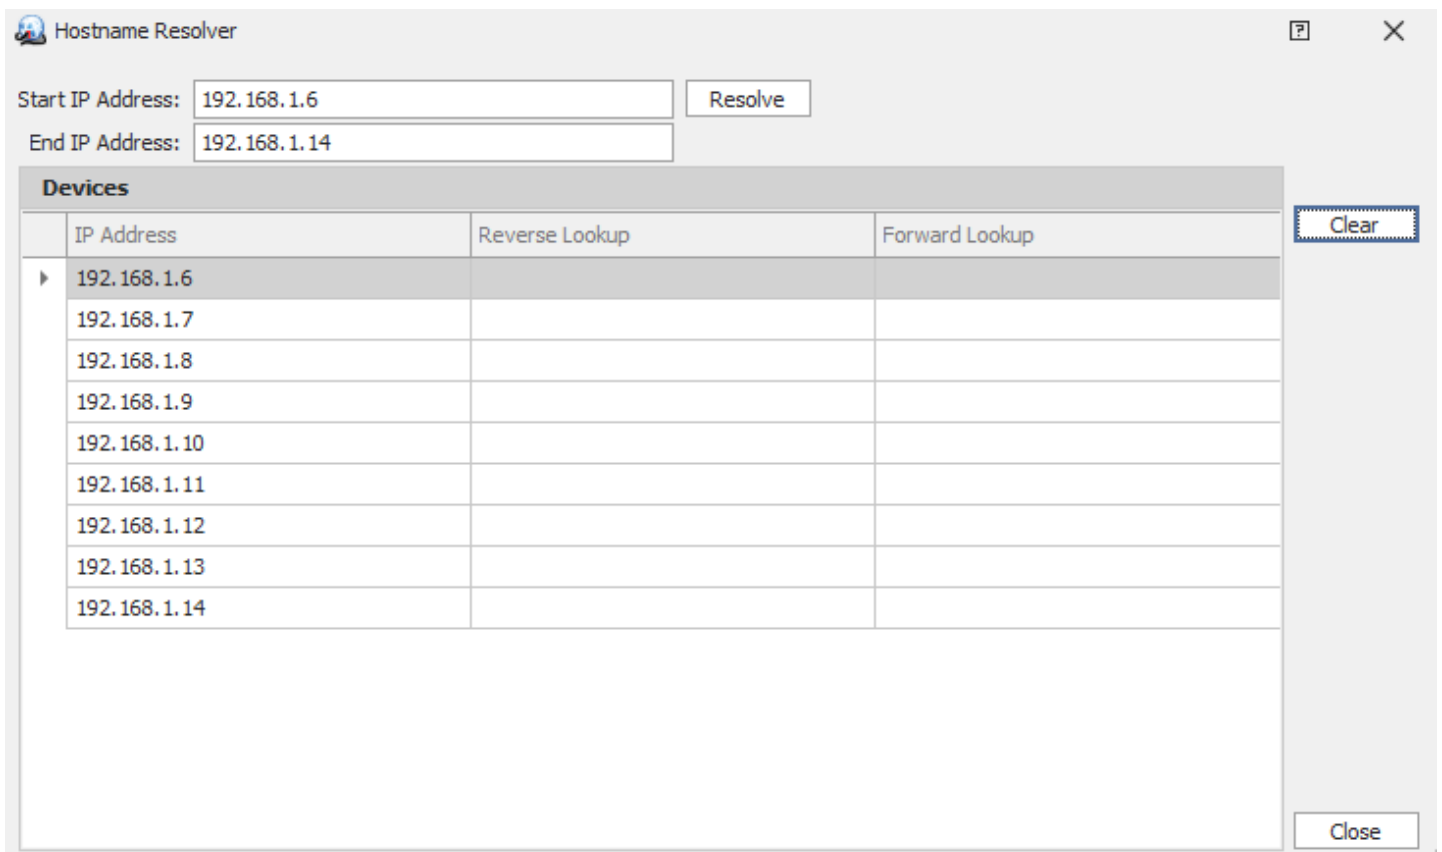 Hostname Resolver
Start IP Address: 192.168.1.6 Resolve
End IP Address: 192.168.1.14
Devices
Clear
IP Address Reverse Lookup Forward Lookup
192.168.1.6
192.168.1.7
192.168.1.8
192.168.1.9
192.168.1.10
192.168.1.11
192.168.1.12
192.168.1.13
192.168.1.14
Close